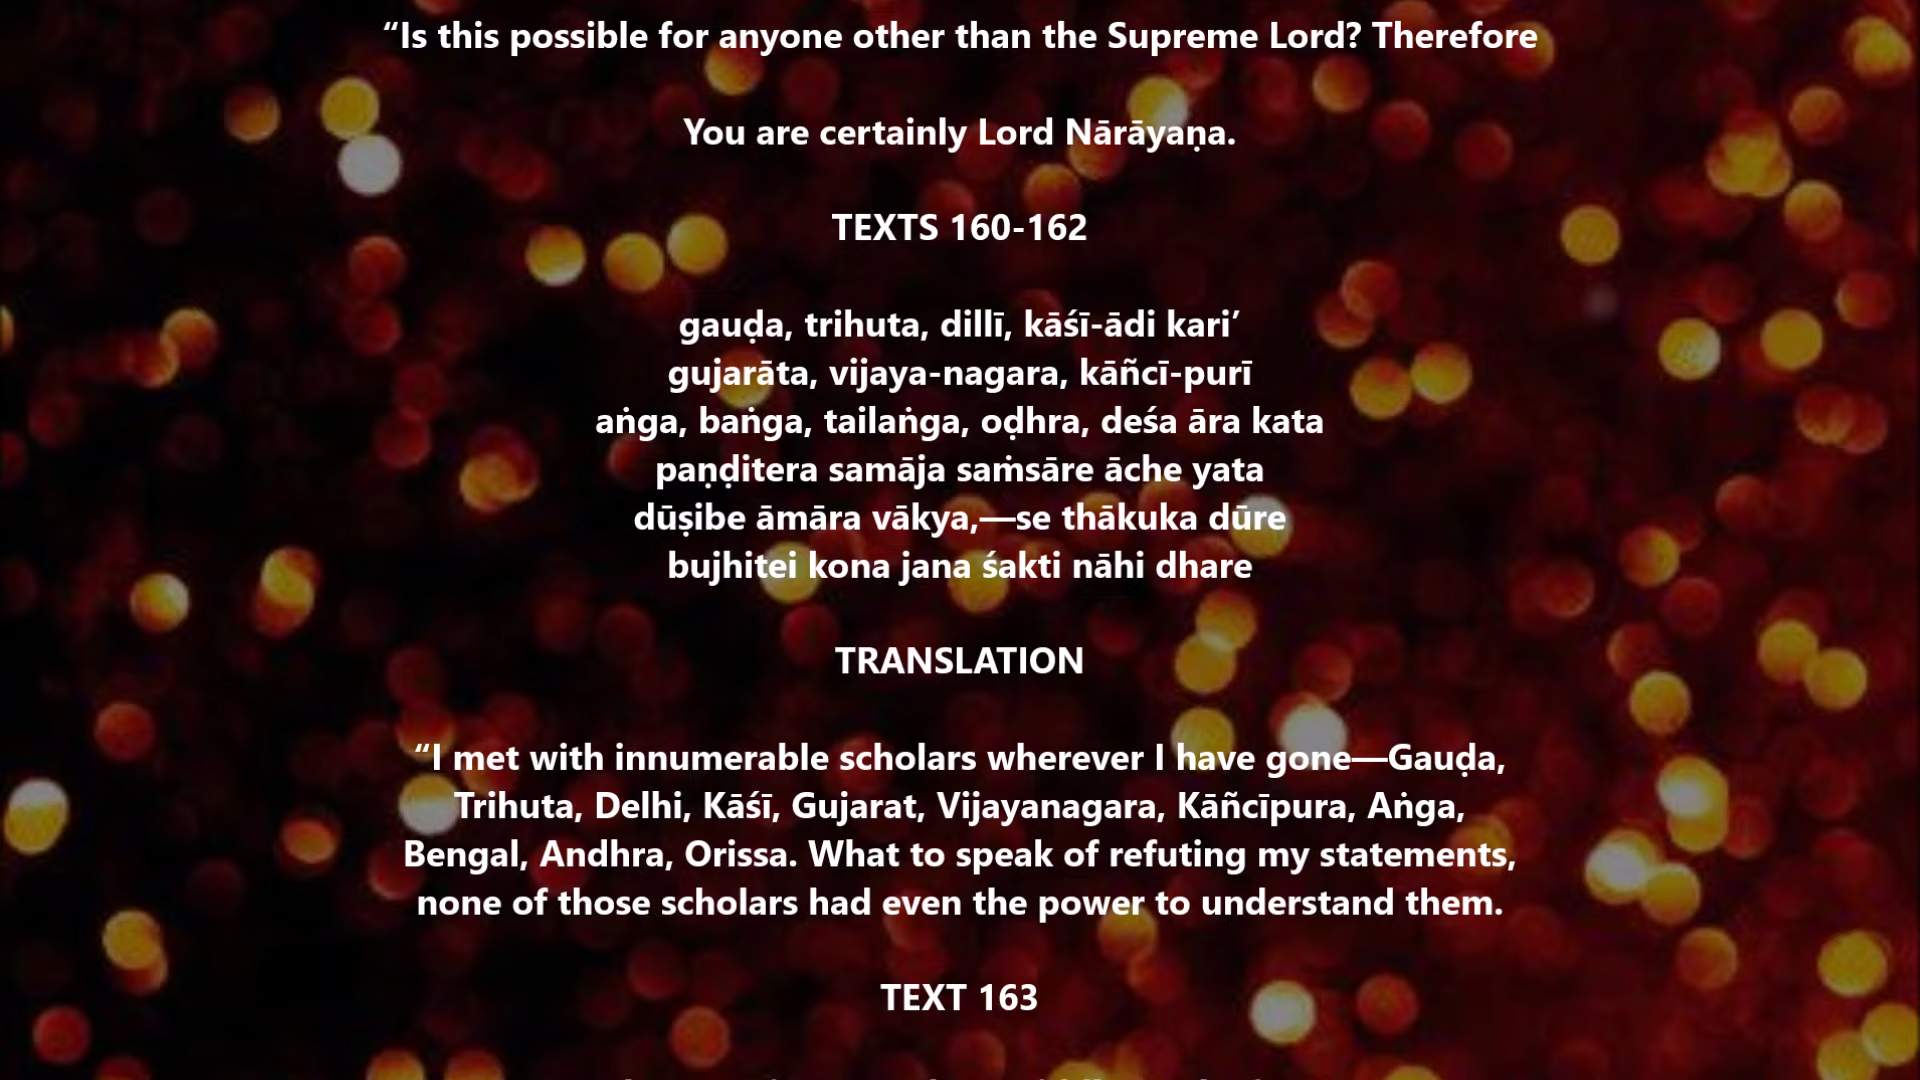 “Is this possible for anyone other than the Supreme Lord? Therefore
You are certainly Lord Nārāyaṇa.
TEXTS 160-162
gauḍa, trihuta, dillī, kāśī-ādi kari’
gujarāta, vijaya-nagara, kāñcī-purī
aṅga, baṅga, tailaṅga, oḍhra, deśa āra kata
paṇḍitera samāja saṁsāre āche yata
dūṣibe āmāra vākya,—se thākuka dūre
bujhitei kona jana śakti nāhi dhare
TRANSLATION
“I met with innumerable scholars wherever I have gone—Gauḍa,
Trihuta, Delhi, Kāśī, Gujarat, Vijayanagara, Kāñcīpura, Aṅga,
Bengal, Andhra, Orissa. What to speak of refuting my statements,
none of those scholars had even the power to understand them.
TEXT 163